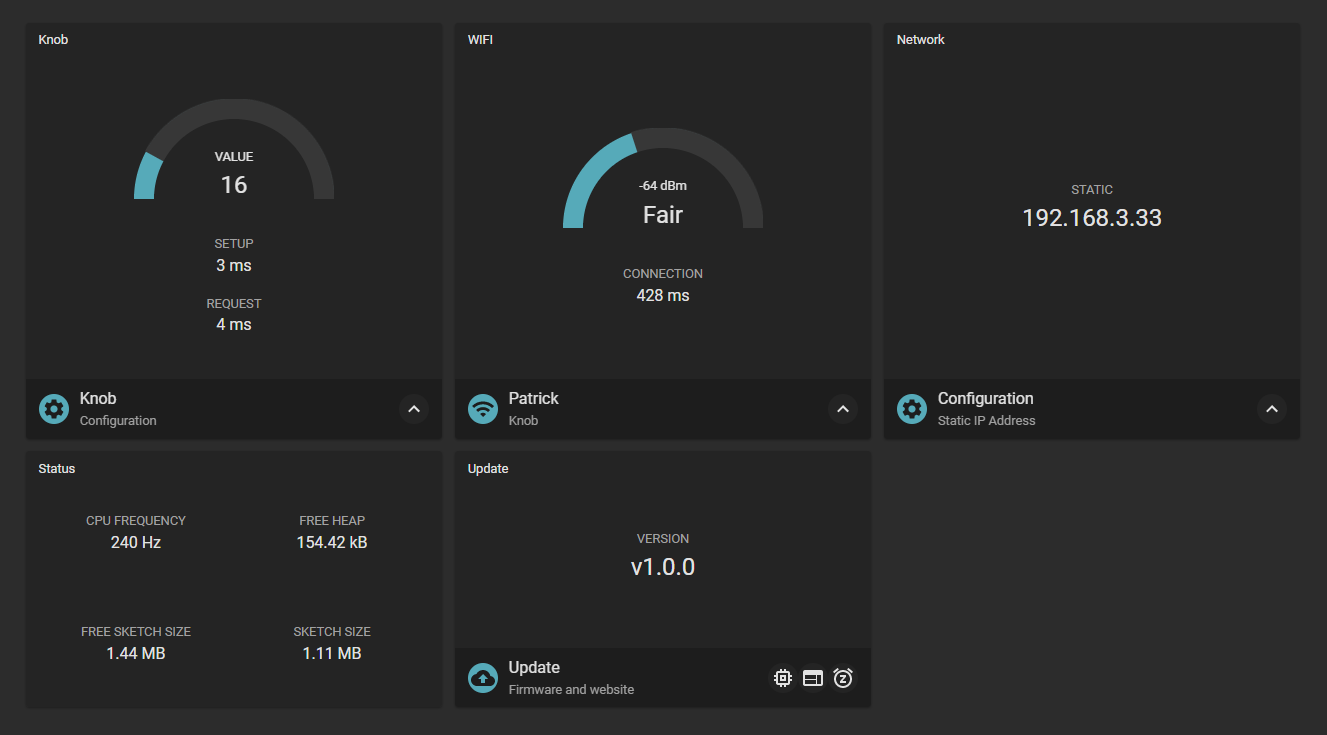 Knob
VALUE
16
SETUP
3 ms
REQUEST
4 ms
Knob
Configuration
WIFI
-64 dBm
Fair
CONNECTION
428 ms
Patrick
Knob
Network
STATIC
192.168.3.33
Configuration
Static IP Address
Status
CPU FREQUENCY
240 Hz
FREE HEAP
154.42 kB
FREE SKETCH SIZE
1.44 MB
SKETCH SIZE
1.11 MB
Update
VERSION
v1.0.0
Update
Firmware and website